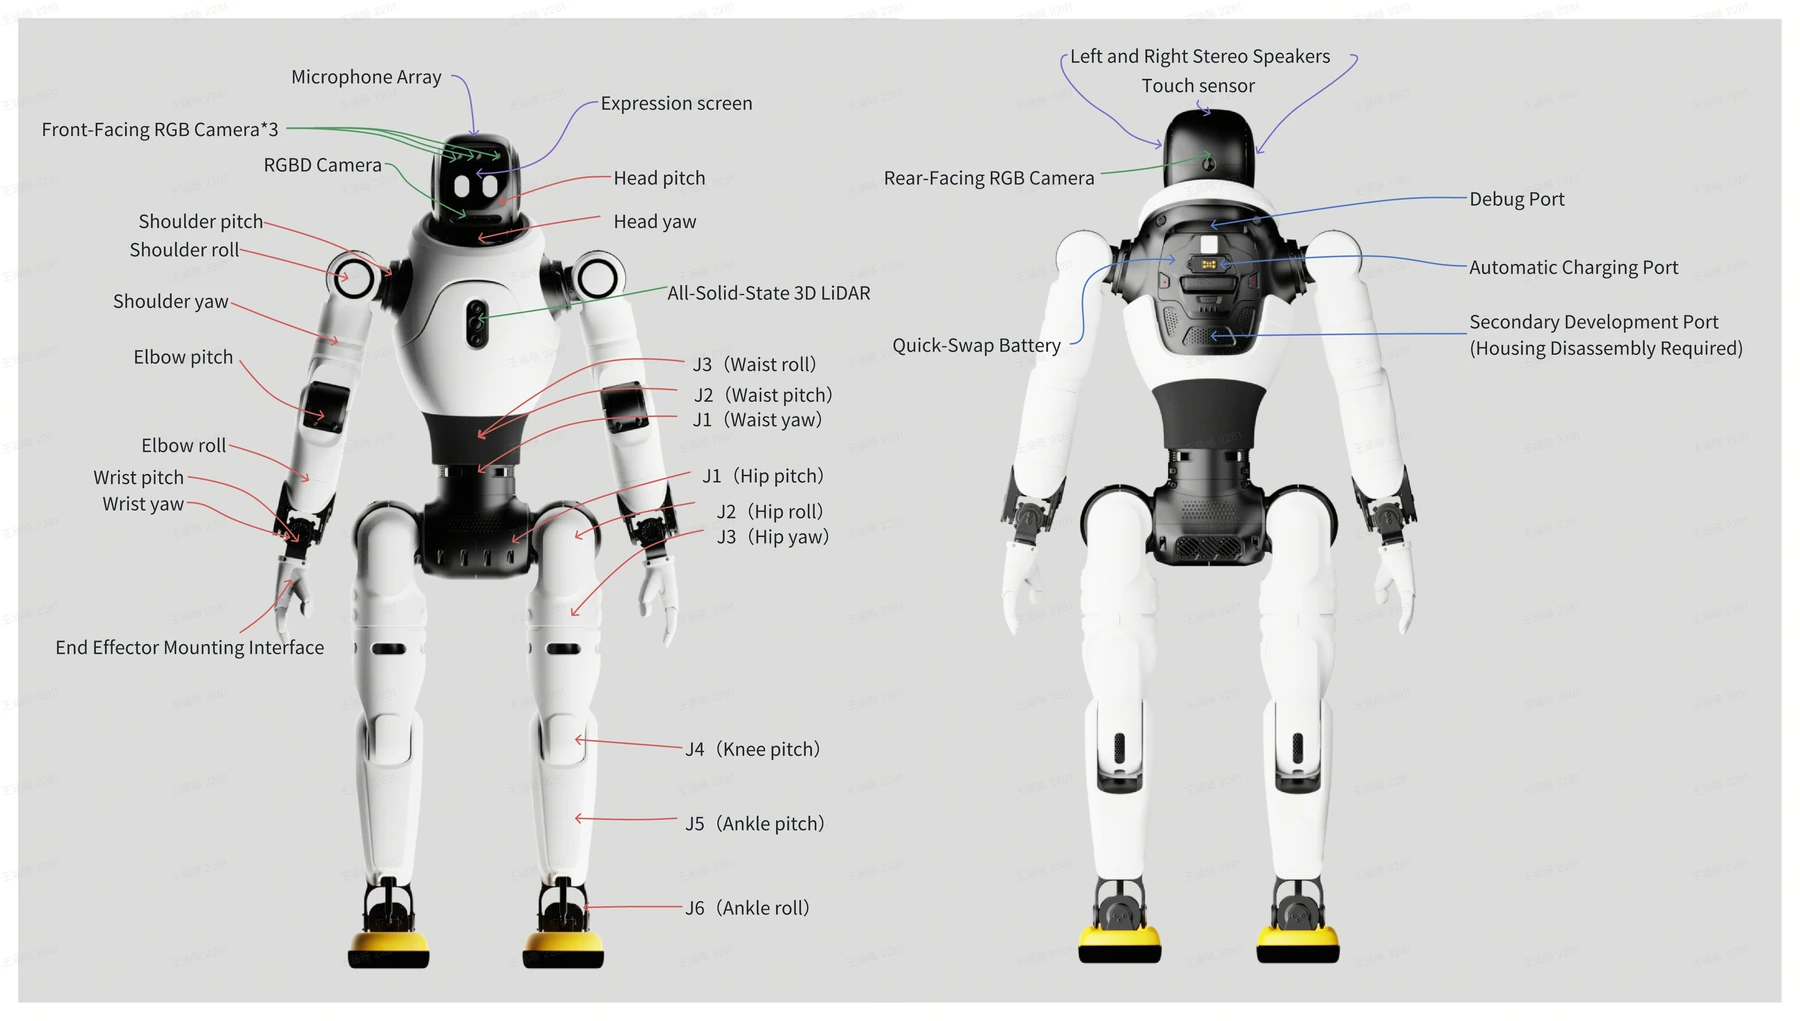 Microphone Array
Expression screen
Front-Facing RGB Camera*3
RGBD Camera
Head pitch
Shoulder pitch
Head yaw
Shoulder roll
All-Solid-State 3D LiDAR
Shoulder yaw
Elbow pitch
J3（Waist roll）
J2（Waist pitch）
J1（Waist yaw）
Elbow roll
Wrist pitch
J1（Hip pitch）
Wrist yaw
J2（Hip roll）
J3（Hip yaw）
End Effector Mounting Interface
J4（Knee pitch）
J5（Ankle pitch）
J6（Ankle roll）
Left and Right Stereo Speakers
Touch sensor
Rear-Facing RGB Camera
Debug Port
Automatic Charging Port
Secondary Development Port
(Housing Disassembly Required)
Quick-Swap Battery